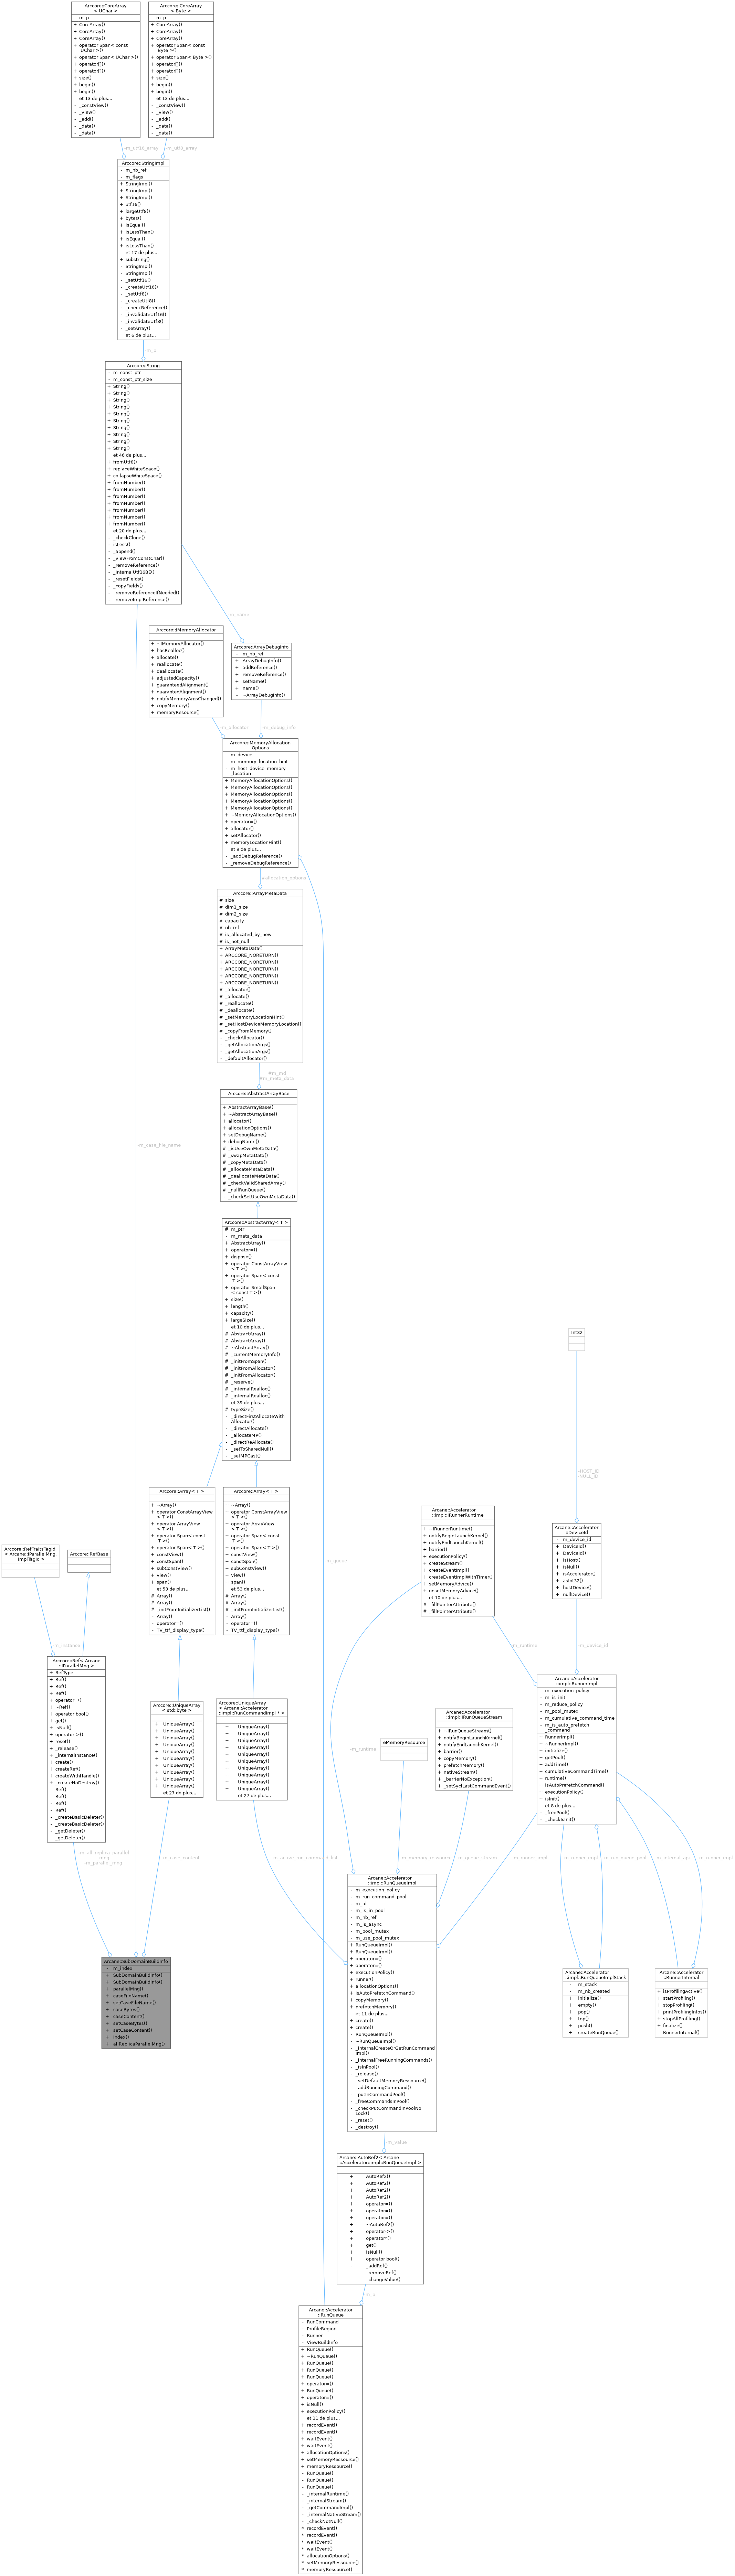 Arccore::CoreArray
< UChar >
- m_p
+ CoreArray()
+ CoreArray()
+ CoreArray()
+ operator Span< const
UChar >()
+ operator Span< UChar >()
+ operator[]()
+ operator[]()
+ size()
+ begin()
+ begin()
et 13 de plus...
- _constView()
- _view()
- _add()
- _data()
- _data()
Arccore::CoreArray
< Byte >
- m_p
+ CoreArray()
+ CoreArray()
+ CoreArray()
+ operator Span< const
Byte >()
+ operator Span< Byte >()
+ operator[]()
+ operator[]()
+ size()
+ begin()
+ begin()
et 13 de plus...
- _constView()
- _view()
- _add()
- _data()
- _data()
-m_utf16_array
-m_utf8_array
Arccore::StringImpl
- m_nb_ref
- m_flags
+ StringImpl()
+ StringImpl()
+ StringImpl()
+ utf16()
+ largeUtf8()
+ bytes()
+ isEqual()
+ isLessThan()
+ isEqual()
+ isLessThan()
et 17 de plus...
+ substring()
- StringImpl()
- StringImpl()
- _setUtf16()
- _createUtf16()
- _setUtf8()
- _createUtf8()
- _checkReference()
- _invalidateUtf16()
- _invalidateUtf8()
- _setArray()
et 6 de plus...
-m_p
Arccore::String
- m_const_ptr
- m_const_ptr_size
+ String()
+ String()
+ String()
+ String()
+ String()
+ String()
+ String()
+ String()
+ String()
+ String()
et 46 de plus...
+ fromUtf8()
+ replaceWhiteSpace()
+ collapseWhiteSpace()
+ fromNumber()
+ fromNumber()
+ fromNumber()
+ fromNumber()
+ fromNumber()
+ fromNumber()
+ fromNumber()
et 20 de plus...
- _checkClone()
- isLess()
- _append()
- _viewFromConstChar()
- _removeReference()
- _internalUtf16BE()
- _resetFields()
- _copyFields()
- _removeReferenceIfNeeded()
- _removeImplReference()
-m_name
Arccore::IMemoryAllocator
+ ~IMemoryAllocator()
+ hasRealloc()
+ allocate()
+ reallocate()
+ deallocate()
+ adjustedCapacity()
+ guaranteedAlignment()
+ guarantedAlignment()
+ notifyMemoryArgsChanged()
+ copyMemory()
+ memoryResource()
Arccore::ArrayDebugInfo
- m_nb_ref
+ ArrayDebugInfo()
+ addReference()
+ removeReference()
+ setName()
+ name()
- ~ArrayDebugInfo()
-m_allocator
-m_debug_info
Arccore::MemoryAllocation
Options
- m_device
- m_memory_location_hint
- m_host_device_memory
_location
+ MemoryAllocationOptions()
+ MemoryAllocationOptions()
+ MemoryAllocationOptions()
+ MemoryAllocationOptions()
+ MemoryAllocationOptions()
+ ~MemoryAllocationOptions()
+ operator=()
+ allocator()
+ setAllocator()
+ memoryLocationHint()
et 9 de plus...
- _addDebugReference()
- _removeDebugReference()
#allocation_options
Arccore::ArrayMetaData
# size
# dim1_size
# dim2_size
# capacity
# nb_ref
# is_allocated_by_new
# is_not_null
+ ArrayMetaData()
+ ARCCORE_NORETURN()
+ ARCCORE_NORETURN()
+ ARCCORE_NORETURN()
+ ARCCORE_NORETURN()
+ ARCCORE_NORETURN()
# _allocator()
# _allocate()
# _reallocate()
# _deallocate()
# _setMemoryLocationHint()
# _setHostDeviceMemoryLocation()
# _copyFromMemory()
- _checkAllocator()
- _getAllocationArgs()
- _getAllocationArgs()
- _defaultAllocator()
#m_md
#m_meta_data
Arccore::AbstractArrayBase
+ AbstractArrayBase()
+ ~AbstractArrayBase()
+ allocator()
+ allocationOptions()
+ setDebugName()
+ debugName()
# _isUseOwnMetaData()
# _swapMetaData()
# _copyMetaData()
# _allocateMetaData()
# _deallocateMetaData()
# _checkValidSharedArray()
# _nullRunQueue()
- _checkSetUseOwnMetaData()
-m_case_file_name
-m_queue
Arccore::AbstractArray< T >
# m_ptr
- m_meta_data
+ AbstractArray()
+ operator=()
+ dispose()
+ operator ConstArrayView
< T >()
+ operator Span< const
T >()
+ operator SmallSpan
< const T >()
+ size()
+ length()
+ capacity()
+ largeSize()
et 10 de plus...
# AbstractArray()
# AbstractArray()
# ~AbstractArray()
# _currentMemoryInfo()
# _initFromSpan()
# _initFromAllocator()
# _initFromAllocator()
# _reserve()
# _internalRealloc()
# _internalRealloc()
et 39 de plus...
# typeSize()
- _directFirstAllocateWith
Allocator()
- _directAllocate()
- _allocateMP()
- _directReAllocate()
- _setToSharedNull()
- _setMPCast()
Int32
-HOST_ID
-NULL_ID
Arccore::Array< T >
+ ~Array()
+ operator ConstArrayView
< T >()
+ operator ArrayView
< T >()
+ operator Span< const
T >()
+ operator Span< T >()
+ constView()
+ constSpan()
+ subConstView()
+ view()
+ span()
et 53 de plus...
# Array()
# Array()
# _initFromInitializerList()
- Array()
- operator=()
- TV_ttf_display_type()
Arccore::Array< T >
+ ~Array()
+ operator ConstArrayView
< T >()
+ operator ArrayView
< T >()
+ operator Span< const
T >()
+ operator Span< T >()
+ constView()
+ constSpan()
+ subConstView()
+ view()
+ span()
et 53 de plus...
# Array()
# Array()
# _initFromInitializerList()
- Array()
- operator=()
- TV_ttf_display_type()
Arcane::Accelerator
::impl::IRunnerRuntime
+ ~IRunnerRuntime()
+ notifyBeginLaunchKernel()
+ notifyEndLaunchKernel()
+ barrier()
+ executionPolicy()
+ createStream()
+ createEventImpl()
+ createEventImplWithTimer()
+ setMemoryAdvice()
+ unsetMemoryAdvice()
et 10 de plus...
# _fillPointerAttribute()
# _fillPointerAttribute()
Arcane::Accelerator
::DeviceId
- m_device_id
+ DeviceId()
+ DeviceId()
+ isHost()
+ isNull()
+ isAccelerator()
+ asInt32()
+ hostDevice()
+ nullDevice()
Arccore::RefTraitsTagId
< Arcane::IParallelMng,
ImplTagId >
Arccore::RefBase
-m_instance
-m_runtime
-m_device_id
Arccore::Ref< Arcane
::IParallelMng >
+ RefType
+ Ref()
+ Ref()
+ Ref()
+ operator=()
+ ~Ref()
+ operator bool()
+ get()
+ isNull()
+ operator->()
+ reset()
+ _release()
+ _internalInstance()
+ create()
+ createRef()
+ createWithHandle()
+ _createNoDestroy()
- Ref()
- Ref()
- Ref()
- Ref()
- _createBasicDeleter()
- _createBasicDeleter()
- _getDeleter()
- _getDeleter()
Arccore::UniqueArray
< std::byte >
+ UniqueArray()
+ UniqueArray()
+ UniqueArray()
+ UniqueArray()
+ UniqueArray()
+ UniqueArray()
+ UniqueArray()
+ UniqueArray()
+ UniqueArray()
+ UniqueArray()
et 27 de plus...
Arccore::UniqueArray
< Arcane::Accelerator
::impl::RunCommandImpl * >
+ UniqueArray()
+ UniqueArray()
+ UniqueArray()
+ UniqueArray()
+ UniqueArray()
+ UniqueArray()
+ UniqueArray()
+ UniqueArray()
+ UniqueArray()
+ UniqueArray()
et 27 de plus...
-m_runtime
eMemoryResource
Arcane::Accelerator
::impl::IRunQueueStream
+ ~IRunQueueStream()
+ notifyBeginLaunchKernel()
+ notifyEndLaunchKernel()
+ barrier()
+ copyMemory()
+ prefetchMemory()
+ nativeStream()
+ _barrierNoException()
+ _setSyclLastCommandEvent()
Arcane::Accelerator
::impl::RunnerImpl
- m_execution_policy
- m_is_init
- m_reduce_policy
- m_pool_mutex
- m_cumulative_command_time
- m_is_auto_prefetch
_command
+ RunnerImpl()
+ ~RunnerImpl()
+ initialize()
+ getPool()
+ addTime()
+ cumulativeCommandTime()
+ runtime()
+ isAutoPrefetchCommand()
+ executionPolicy()
+ isInit()
et 8 de plus...
- _freePool()
- _checkIsInit()
-m_all_replica_parallel
_mng
-m_parallel_mng
-m_case_content
-m_active_run_command_list
-m_memory_ressource
-m_queue_stream
-m_runner_impl
-m_runner_impl
-m_run_queue_pool
-m_internal_api
-m_runner_impl
Arcane::SubDomainBuildInfo
- m_index
+ SubDomainBuildInfo()
+ SubDomainBuildInfo()
+ parallelMng()
+ caseFileName()
+ setCaseFileName()
+ caseBytes()
+ caseContent()
+ setCaseBytes()
+ setCaseContent()
+ index()
+ allReplicaParallelMng()
Arcane::Accelerator
::impl::RunQueueImpl
- m_execution_policy
- m_run_command_pool
- m_id
- m_is_in_pool
- m_nb_ref
- m_is_async
- m_pool_mutex
- m_use_pool_mutex
+ RunQueueImpl()
+ RunQueueImpl()
+ operator=()
+ operator=()
+ executionPolicy()
+ runner()
+ allocationOptions()
+ isAutoPrefetchCommand()
+ copyMemory()
+ prefetchMemory()
et 11 de plus...
+ create()
+ create()
- RunQueueImpl()
- ~RunQueueImpl()
- _internalCreateOrGetRunCommand
Impl()
- _internalFreeRunningCommands()
- _isInPool()
- _release()
- _setDefaultMemoryRessource()
- _addRunningCommand()
- _putInCommandPool()
- _freeCommandsInPool()
- _checkPutCommandInPoolNo
Lock()
- _reset()
- _destroy()
Arcane::Accelerator
::impl::RunQueueImplStack
- m_stack
- m_nb_created
+ initialize()
+ empty()
+ pop()
+ top()
+ push()
+ createRunQueue()
Arcane::Accelerator
::RunnerInternal
+ isProfilingActive()
+ startProfiling()
+ stopProfiling()
+ printProfilingInfos()
+ stopAllProfiling()
+ finalize()
- RunnerInternal()
-m_value
Arcane::AutoRef2< Arcane
::Accelerator::impl::RunQueueImpl >
+ AutoRef2()
+ AutoRef2()
+ AutoRef2()
+ AutoRef2()
+ operator=()
+ operator=()
+ operator=()
+ ~AutoRef2()
+ operator->()
+ operator*()
+ get()
+ isNull()
+ operator bool()
- _addRef()
- _removeRef()
- _changeValue()
-m_p
Arcane::Accelerator
::RunQueue
- RunCommand
- ProfileRegion
- Runner
- ViewBuildInfo
+ RunQueue()
+ ~RunQueue()
+ RunQueue()
+ RunQueue()
+ RunQueue()
+ operator=()
+ RunQueue()
+ operator=()
+ isNull()
+ executionPolicy()
et 11 de plus...
+ recordEvent()
+ recordEvent()
+ waitEvent()
+ waitEvent()
+ allocationOptions()
+ setMemoryRessource()
+ memoryRessource()
- RunQueue()
- RunQueue()
- RunQueue()
- _internalRuntime()
- _internalStream()
- _getCommandImpl()
- _internalNativeStream()
- _checkNotNull()
* recordEvent()
* recordEvent()
* waitEvent()
* waitEvent()
* allocationOptions()
* setMemoryRessource()
* memoryRessource()